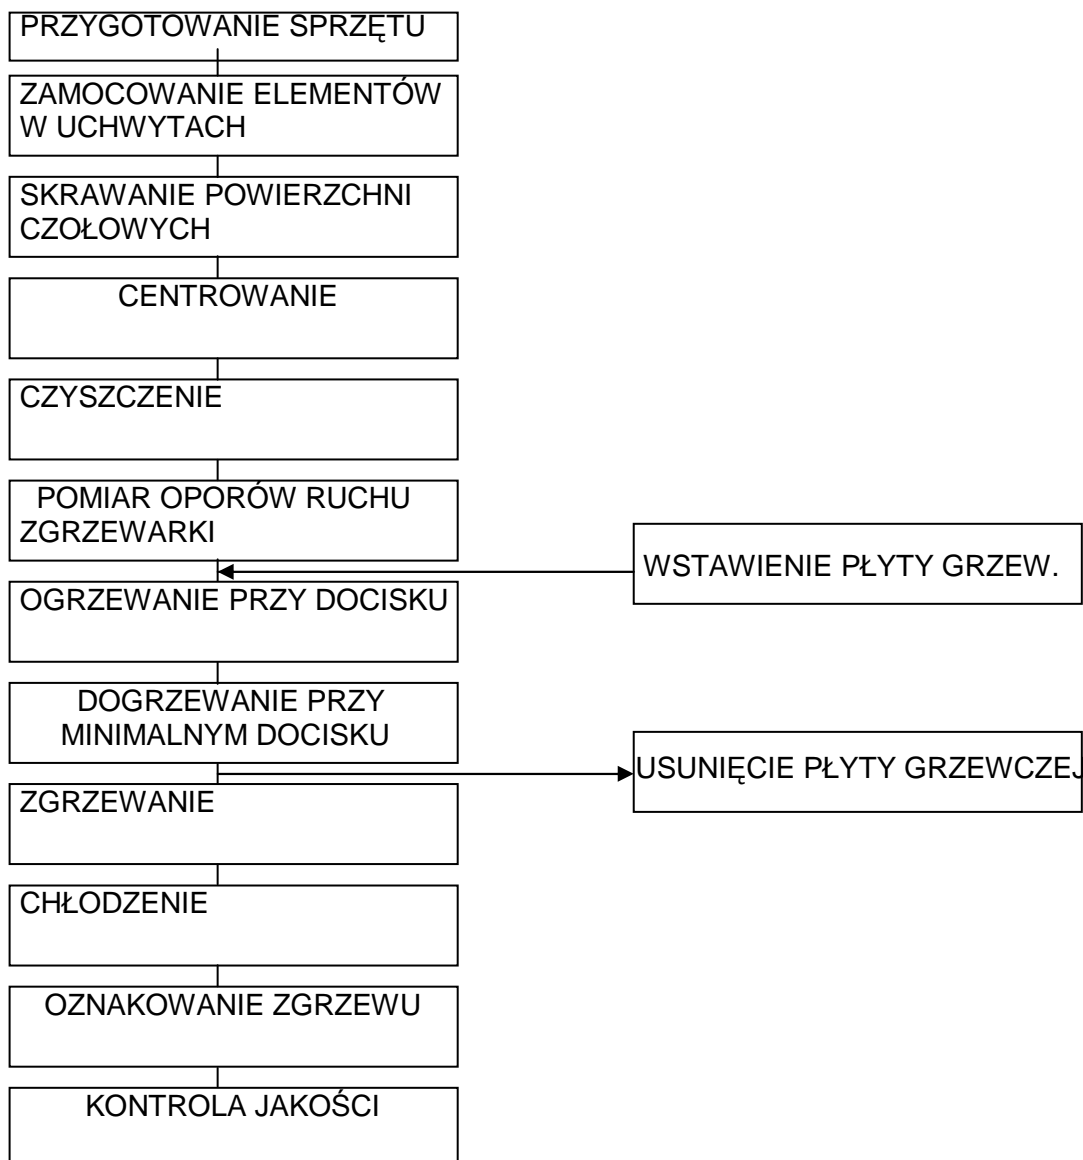 PRZYGOTOWANIE SPRZĘTU
ZAMOCOWANIE ELEMENTÓW
W UCHWYTACH
SKRAWANIE POWIERZCHNI
CZOŁOWYCH
CENTROWANIE
CZYSZCZENIE
POMIAR OPORÓW RUCHU
ZGRZEWARKI
WSTAWIENIE PŁYTY GRZEW.
OGRZEWANIE PRZY DOCISKU
DOGRZEWANIE PRZY
MINIMALNYM DOCISKU
USUNIĘCIE PŁYTY GRZEWCZEJ
ZGRZEWANIE
CHŁODZENIE
OZNAKOWANIE ZGRZEWU
KONTROLA JAKOŚCI